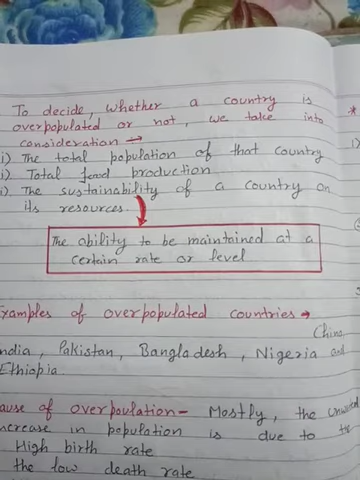 To decide, whether a country is
overpopulated or not, we take into
consideration →
i) The total population of that country
i) Total food production
i) The sustainability of a country on
its resources.
The ability to be maintained at a
certain rate or level
Examples of overpopulated countries →
China,
ndia, Pakistan, Bangladesh, Nigeria and
Ethiopia.
ause of overpoulation- Mostly, the
ncrease in population is due to the
High birth rate
the low death rate
*
i)